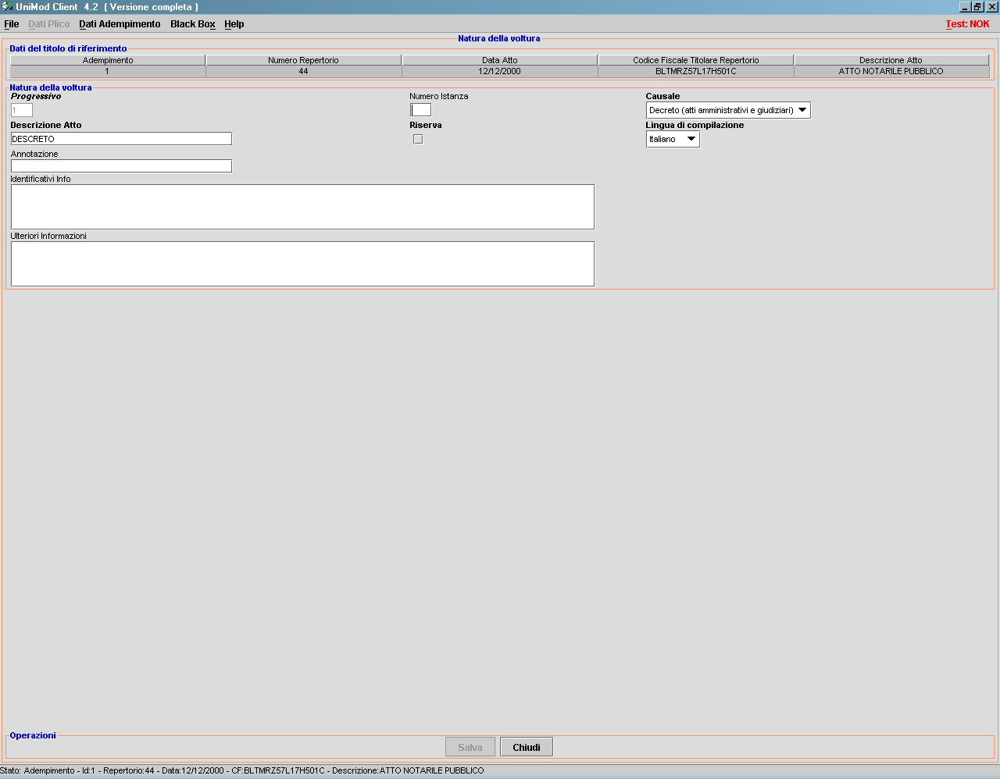 UniMod Client 4.2 ( Versione completa )
File Dati Plico Dati Adempimento Black Box Help Test: NOK
Natura della voltura
Dati del titolo di riferimento
Adempimento Numero Repertorio Data Atto Codice Fiscale Titolare Repertorio Descrizione Atto
1 44 12/12/2000 BLTMRZ57L17H501C ATTO NOTARILE PUBBLICO
Natura della voltura
Progressivo Numero Istanza Causale
1 Decreto (atti amministrativi e giudiziari)
Descrizione Atto Riserva Lingua di compilazione
DESCRETO Italiano
Annotazione
Identificativi Info
Ulteriori Informazioni
Operazioni
Salva Chiudi
Stato: Adempimento - Id:1 - Repertorio:44 - Data:12/12/2000 - CF:BLTMRZ57L17H501C - Descrizione:ATTO NOTARILE PUBBLICO